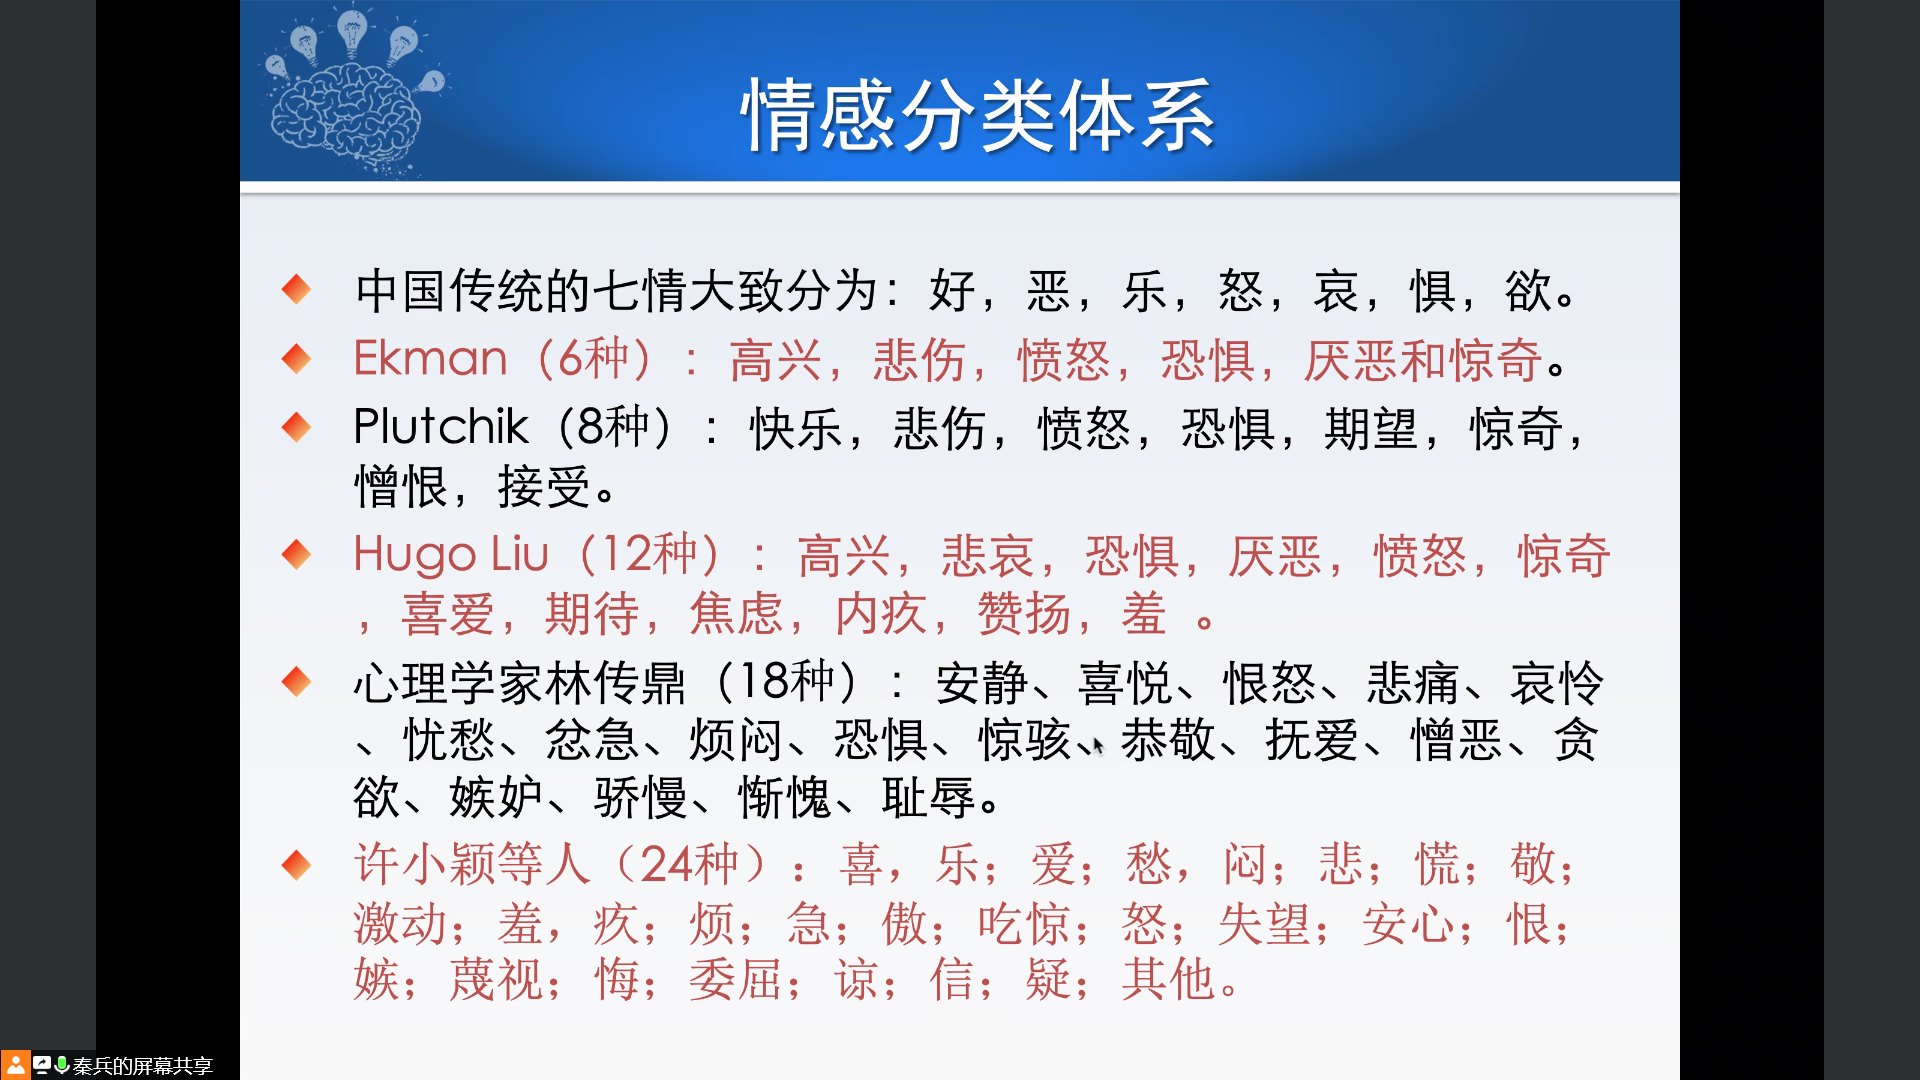 情感分类体系
中国传统的七情大致分为：好，恶，乐，怒，哀，惧，欲。
Ekman（6种）：高兴，悲伤，愤怒，恐惧，厌恶和惊奇。
Plutchik（8种）：快乐，悲伤，愤怒，恐惧，期望，惊奇，
憎恨，接受。
Hugo Liu（12种）：高兴，悲哀，恐惧，厌恶，愤怒，惊奇
，喜爱，期待，焦虑，内疚，赞扬，羞 。
心理学家林传鼎（18种）：安静、喜悦、恨怒、悲痛、哀怜
、忧愁、忿急、烦闷、恐惧、惊骇、恭敬、抚爱、憎恶、贪
欲、嫉妒、骄慢、惭愧、耻辱。
许小颖等人（24种）：喜，乐；爱；愁，闷；悲；慌；敬；
激动；羞，疚；烦；急；傲；吃惊；怒；失望；安心；恨；
嫉；蔑视；悔；委屈；谅；信；疑；其他。
秦兵的屏幕共享